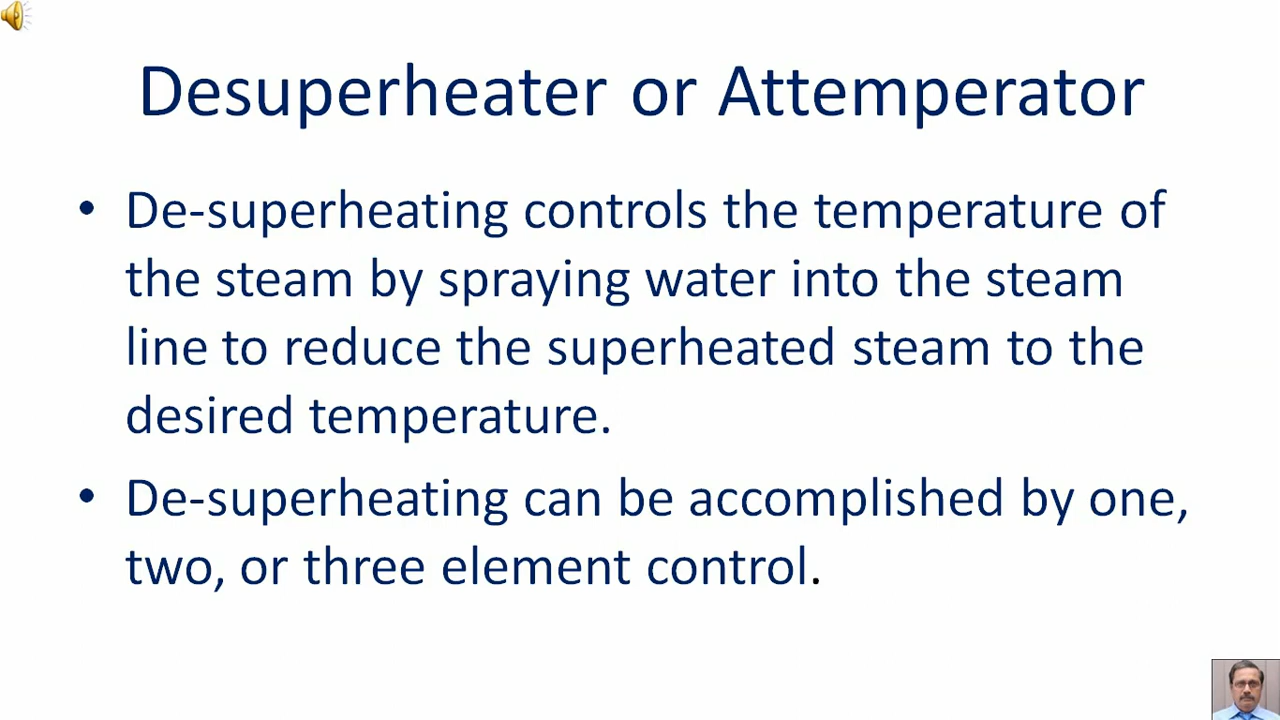 Desuperheater or Attemperator
• De-superheating controls the temperature of
the steam by spraying water into the steam
line to reduce the superheated steam to the
desired temperature.
• De-superheating can be accomplished by one,
two, or three element control.